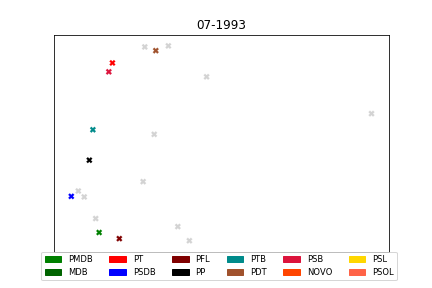 07-1993
PMDB PT PFL PTB PSB PSL
MDB PSDB PP PDT NOVO PSOL